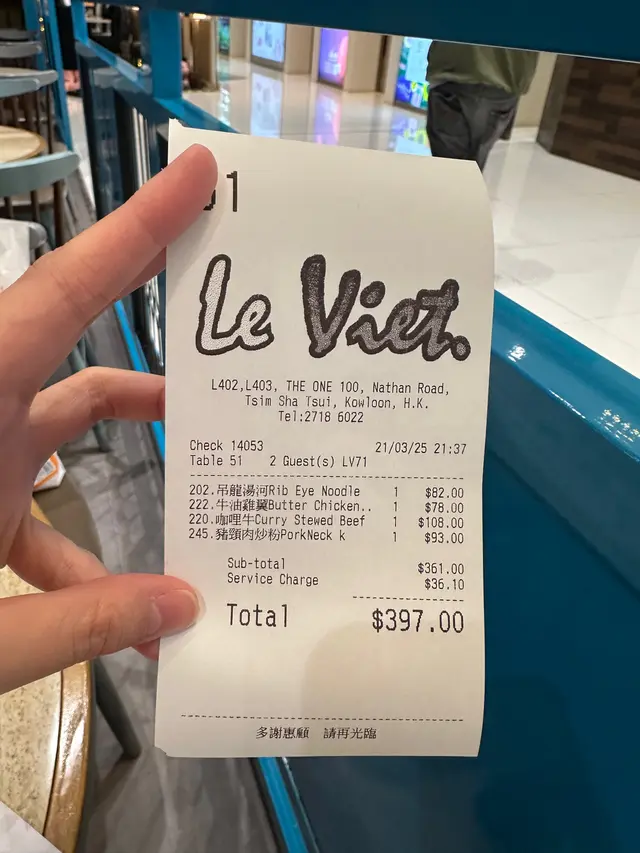 51
Le Viet.
L402,L403, THE ONE 100, Nathan Road,
Tsim Sha Tsui, Kowloon, H.K.
Tel:2718 6022
Check 14053 21/03/25 21:37
Table 51 2 Guest(s) LV71
202.吊龍湯河Rib Eye Noodle 1 $82.00
222.牛油雞翼Butter Chicken.. 1 $78.00
220.咖哩牛Curry Stewed Beef 1 $108.00
245.豬頸肉炒粉PorkNeck k 1 $93.00
Sub-total $361.00
Service Charge $36.10
Total $397.00
多謝惠顧 請再光臨